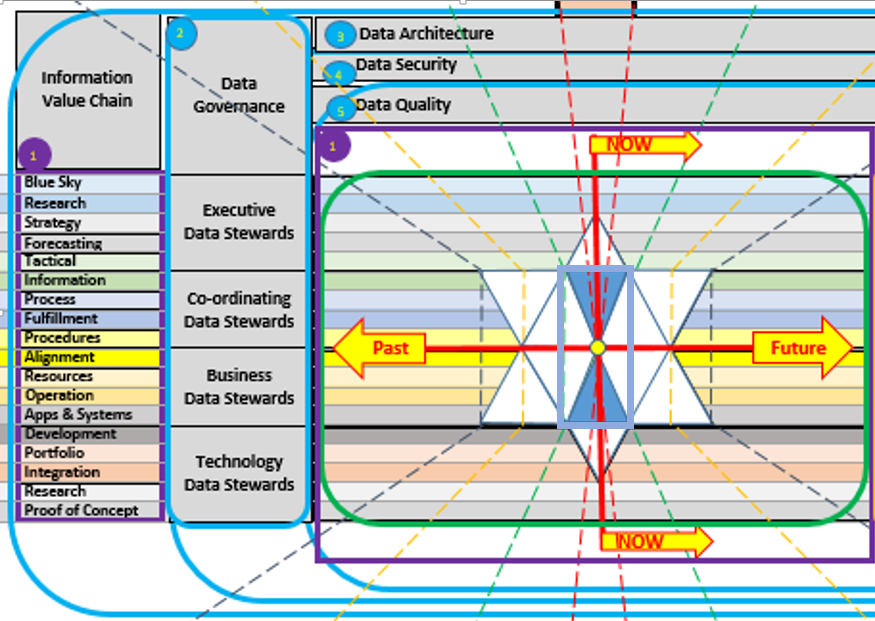 Information
Value Chain
1
2
Data
Governance
3 Data Architecture
4 Data Security
5 Data Quality
1
NOW
Blue Sky
Research
Strategy
Forecasting
Tactical
Information
Process
Fulfillment
Procedures
Alignment
Resources
Operation
Apps & Systems
Development
Portfolio
Integration
Research
Proof of Concept
Executive
Data Stewards
Co-ordinating
Data Stewards
Business
Data Stewards
Technology
Data Stewards
Past
Future
NOW